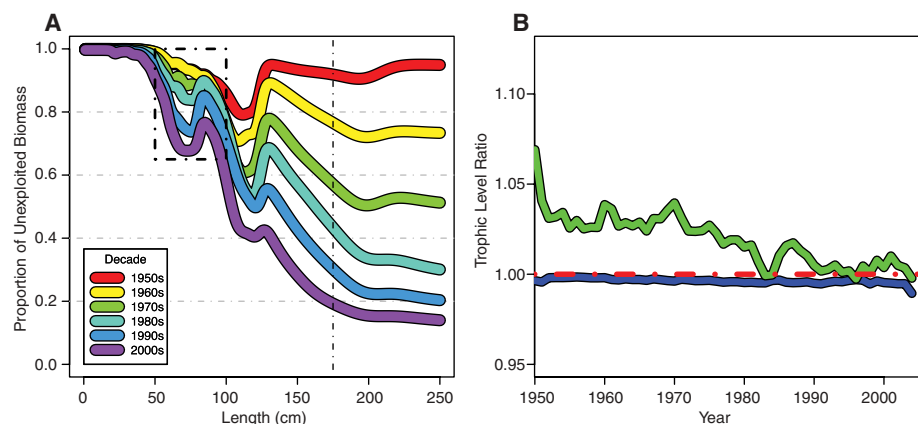 A
Proportion of Unexploited Biomass
1.0
0.8
0.6
0.4
0.2
0.0
Decade
1950s
1960s
1970s
1980s
1990s
2000s
0 50 100 150 200 250
Length (cm)
B
Trophic Level Ratio
1.10
1.05
1.00
0.95
1950 1960 1970 1980 1990 2000
Year